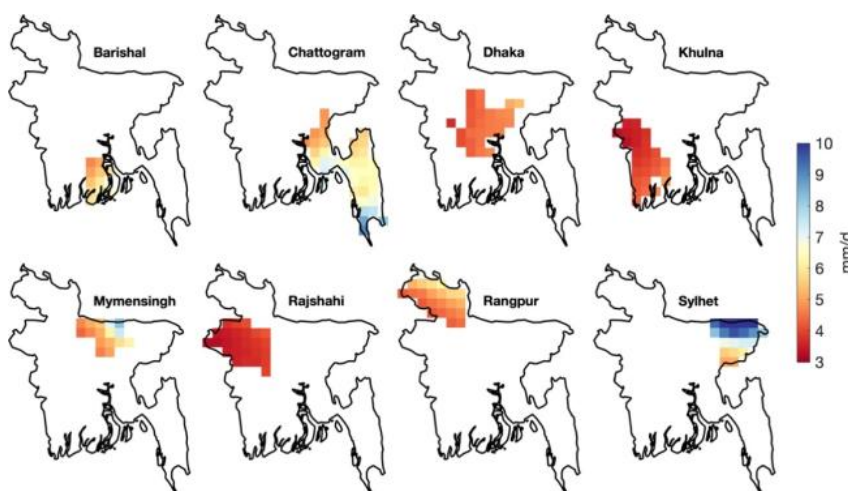 Barishal
Chattogram
Dhaka
Khulna
10
9
8
7
6
5
4
3
mm/d
Mymensingh
Rajshahi
Rangpur
Sylhet